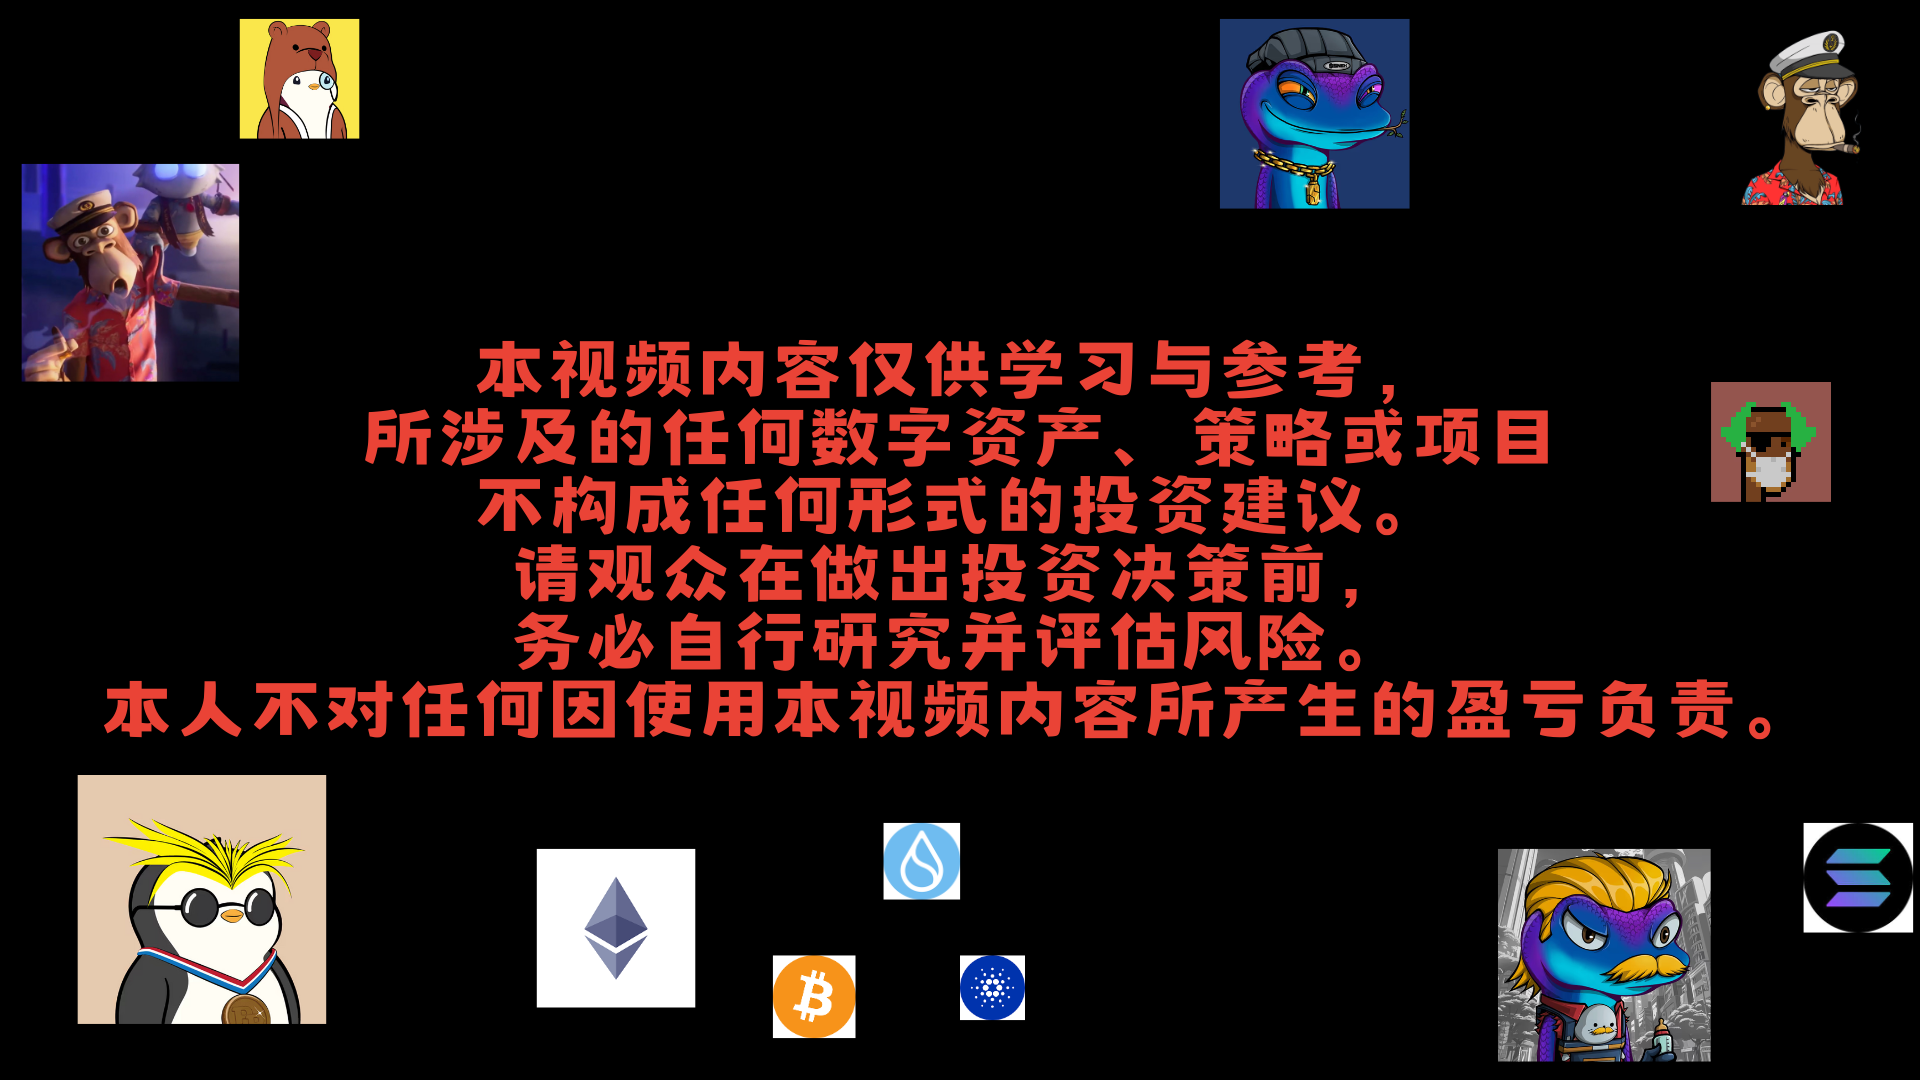 本视频内容仅供学习与参考，
所涉及的任何数字资产、策略或项目
不构成任何形式的投资建议。
请观众在做出投资决策前，
务必自行研究并评估风险。
本人不对任何因使用本视频内容所产生的盈亏负责。